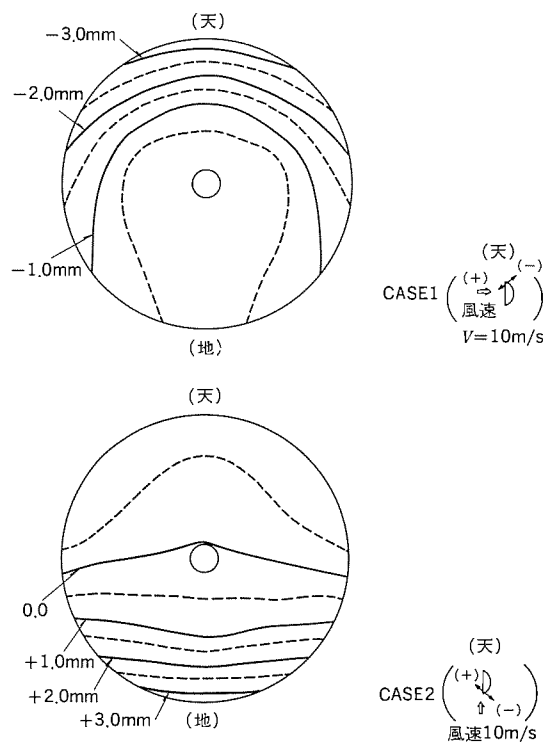 (天)
−3.0mm
−2.0mm
−1.0mm
(地)
(天)
(+) (−)
CASE1
風速
V=10m/s
(天)
0.0
+1.0mm
+2.0mm
+3.0mm
(地)
(天)
(+)
CASE2
(−)
風速10m/s